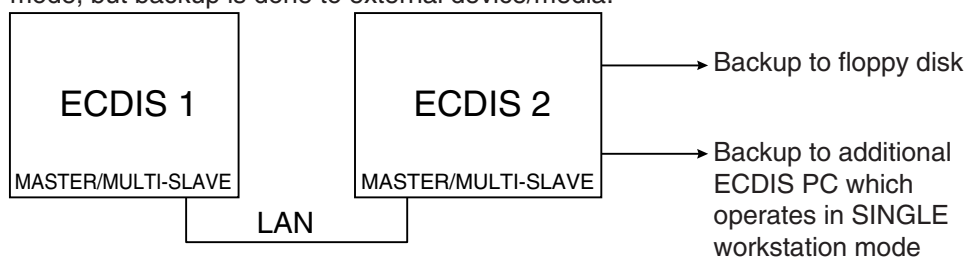 mode, but backup is done to external device/media.
ECDIS 1
MASTER/MULTI-SLAVE
ECDIS 2
MASTER/MULTI-SLAVE
LAN
Backup to floppy disk
Backup to additional
ECDIS PC which
operates in SINGLE
workstation mode